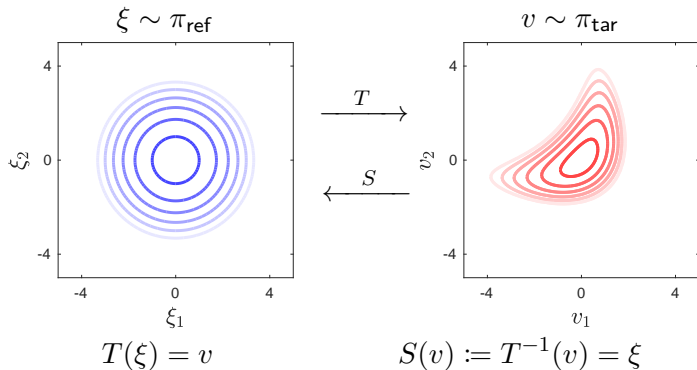 ξ ∼ π_ref
v ∼ π_tar
4
0
-4
ξ_2
-4 0 4
ξ_1
T
S
4
0
-4
v_2
-4 0 4
v_1
T(ξ) = v
S(v) := T^{-1}(v) = ξ